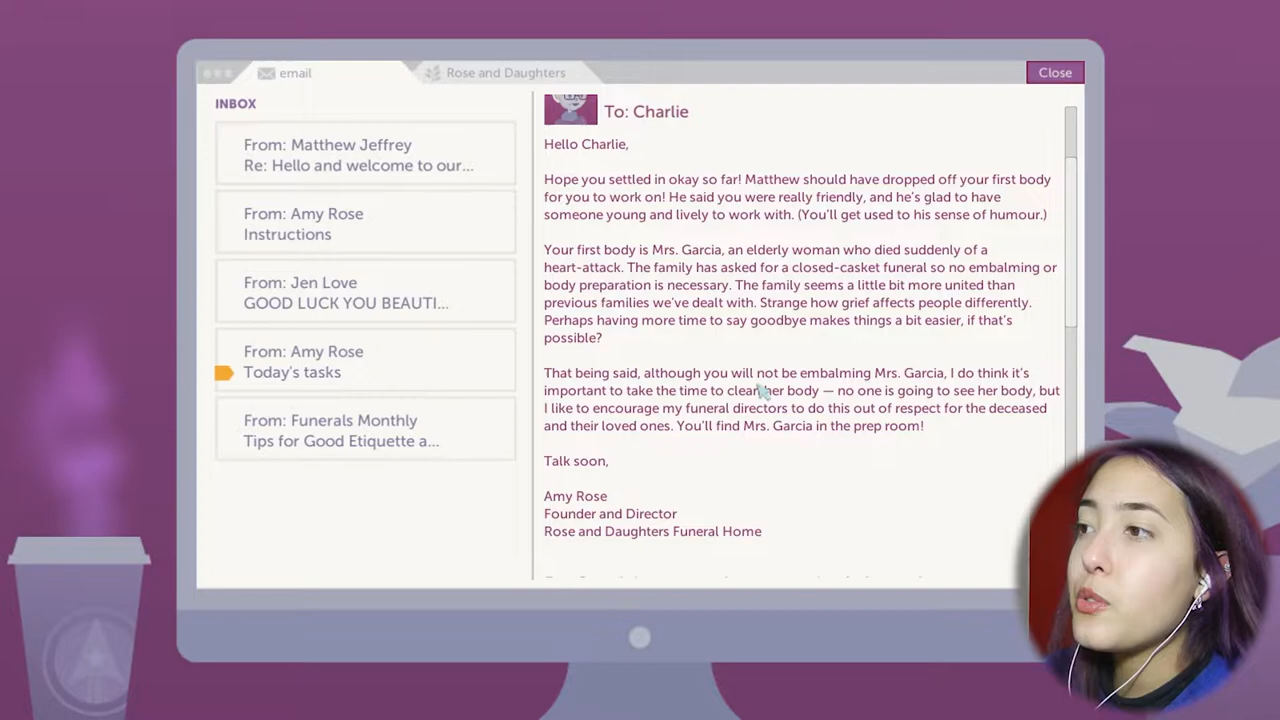 email
Rose and Daughters
Close
INBOX
From: Matthew Jeffrey
Re: Hello and welcome to our...
From: Amy Rose
Instructions
From: Jen Love
GOOD LUCK YOU BEAUTI...
From: Amy Rose
Today's tasks
From: Funerals Monthly
Tips for Good Etiquette a...
To: Charlie
Hello Charlie,
Hope you settled in okay so far! Matthew should have dropped off your first body
for you to work on! He said you were really friendly, and he's glad to have
someone young and lively to work with. (You'll get used to his sense of humour.)
Your first body is Mrs. Garcia, an elderly woman who died suddenly of a
heart-attack. The family has asked for a closed-casket funeral so no embalming or
body preparation is necessary. The family seems a little bit more united than
previous families we've dealt with. Strange how grief affects people differently.
Perhaps having more time to say goodbye makes things a bit easier, if that's
possible?
That being said, although you will not be embalming Mrs. Garcia, I do think it's
important to take the time to clean her body — no one is going to see her body, but
I like to encourage my funeral directors to do this out of respect for the deceased
and their loved ones. You'll find Mrs. Garcia in the prep room!
Talk soon,
Amy Rose
Founder and Director
Rose and Daughters Funeral Home